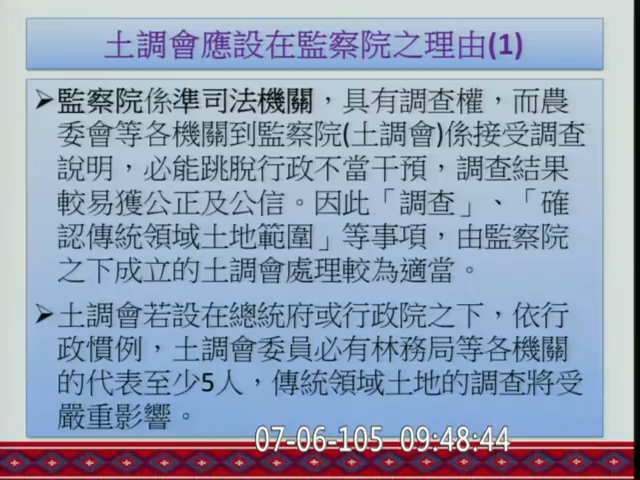 土調會應設在監察院之理由(1)
➢監察院係準司法機關，具有調查權，而農
委會等各機關到監察院(土調會)係接受調查
說明，必能跳脫行政不當干預，調查結果
較易獲公正及公信。因此「調查」、「確
認傳統領域土地範圍」等事項，由監察院
之下成立的土調會處理較為適當。
➢土調會若設在總統府或行政院之下，依行
政慣例，土調會委員必有林務局等各機關
的代表至少5人，傳統領域土地的調查將受
嚴重影響。
07-06-105 09:48:44